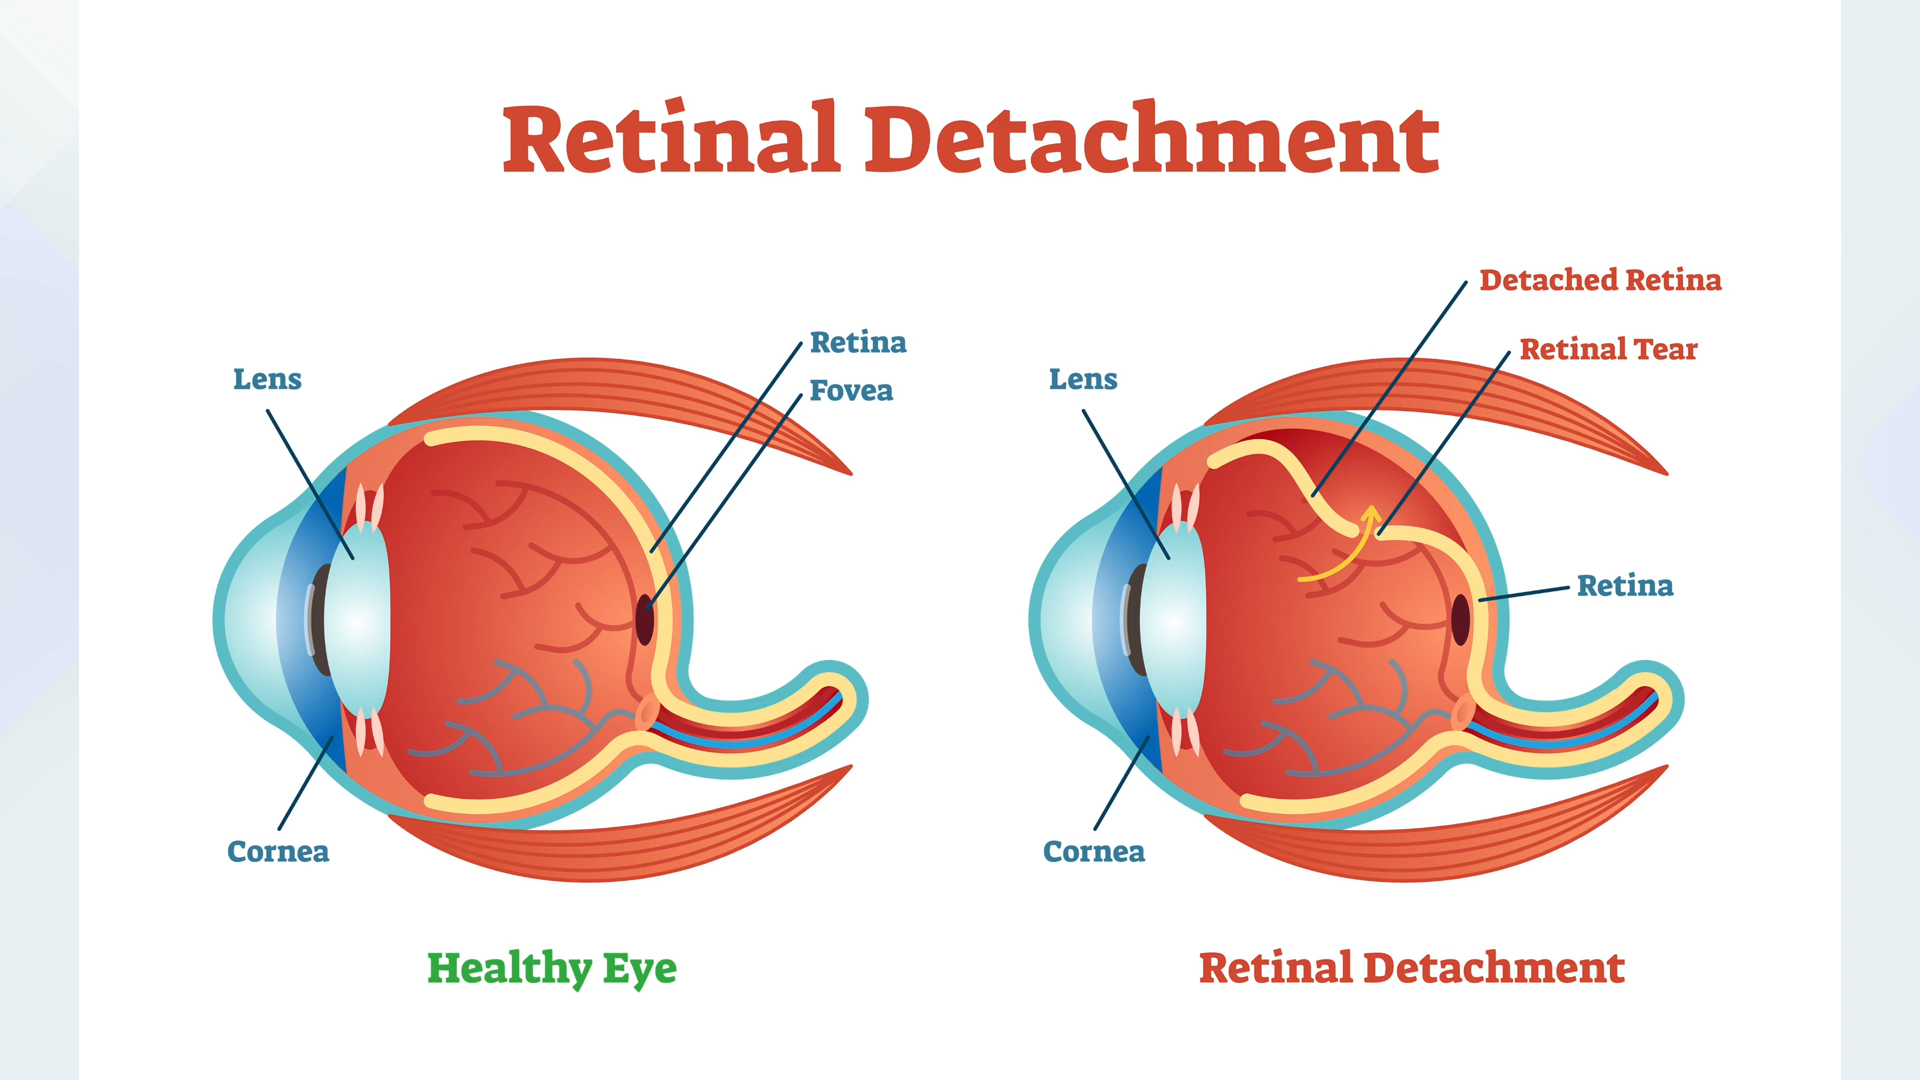 Retinal Detachment
Lens
Retina
Fovea
Cornea
Healthy Eye
Detached Retina
Retinal Tear
Lens
Retina
Cornea
Retinal Detachment